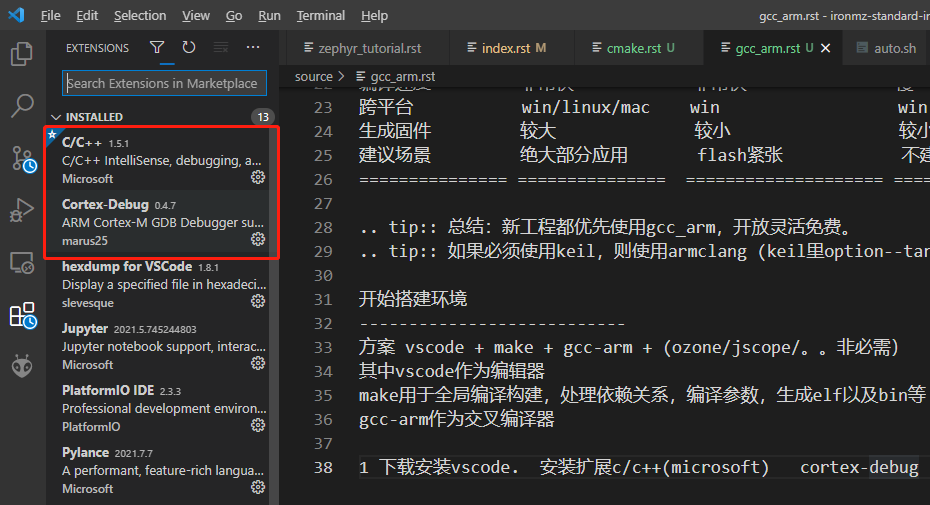 File Edit Selection View Go Run Terminal Help gcc_arm.rst - ironmz-standard-i
EXTENSIONS ...
zephyr_tutorial.rst index.rst M cmake.rst U gcc_arm.rst U auto.sh
Search Extensions in Marketplace
source > gcc_arm.rst
INSTALLED 13
C/C++ 1.5.1
C/C++ IntelliSense, debugging, a...
Microsoft
Cortex-Debug 0.4.7
ARM Cortex-M GDB Debugger su...
marus25
hexdump for VSCode 1.8.1
Display a specified file in hexadeci...
slevesque
Jupyter 2021.5.745244803
Jupyter notebook support, interac...
Microsoft
PlatformIO IDE 2.3.3
Professional development environ...
PlatformIO
Pylance 2021.7.7
A performant, feature-rich langua...
Microsoft
23 跨平台 win/linux/mac win win
24 生成固件 较大 较小 较小
25 建议场景 绝大部分应用 flash紧张 不建
26 =============== =============== =================== ====
27
28 .. tip:: 总结: 新工程都优先使用gcc_arm，开放灵活免费。
29 .. tip:: 如果必须使用keil，则使用armclang (keil里option--tar
30
31 开始搭建环境
32 ---------------------------
33 方案 vscode + make + gcc-arm + (ozone/jscope/。。非必需)
34 其中vscode作为编辑器
35 make用于全局编译构建，处理依赖关系，编译参数，生成elf以及bin等
36 gcc-arm作为交叉编译器
37
38 1 下载安装vscode. 安装扩展c/c++(microsoft) cortex-debug